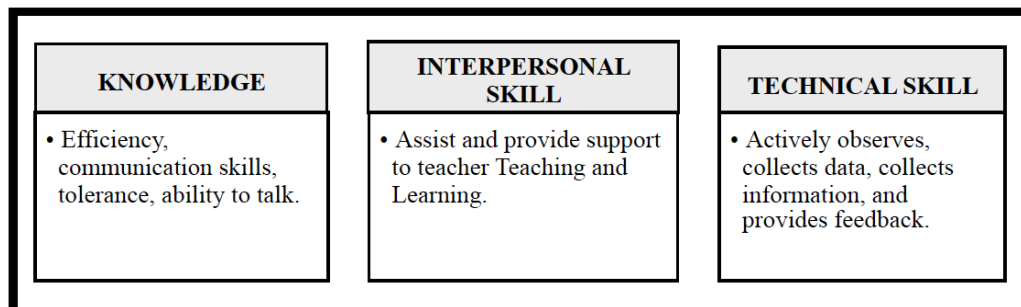 KNOWLEDGE
• Efficiency,
communication skills,
tolerance, ability to talk.
INTERPERSONAL
SKILL
• Assist and provide support
to teacher Teaching and
Learning.
TECHNICAL SKILL
• Actively observes,
collects data, collects
information, and
provides feedback.